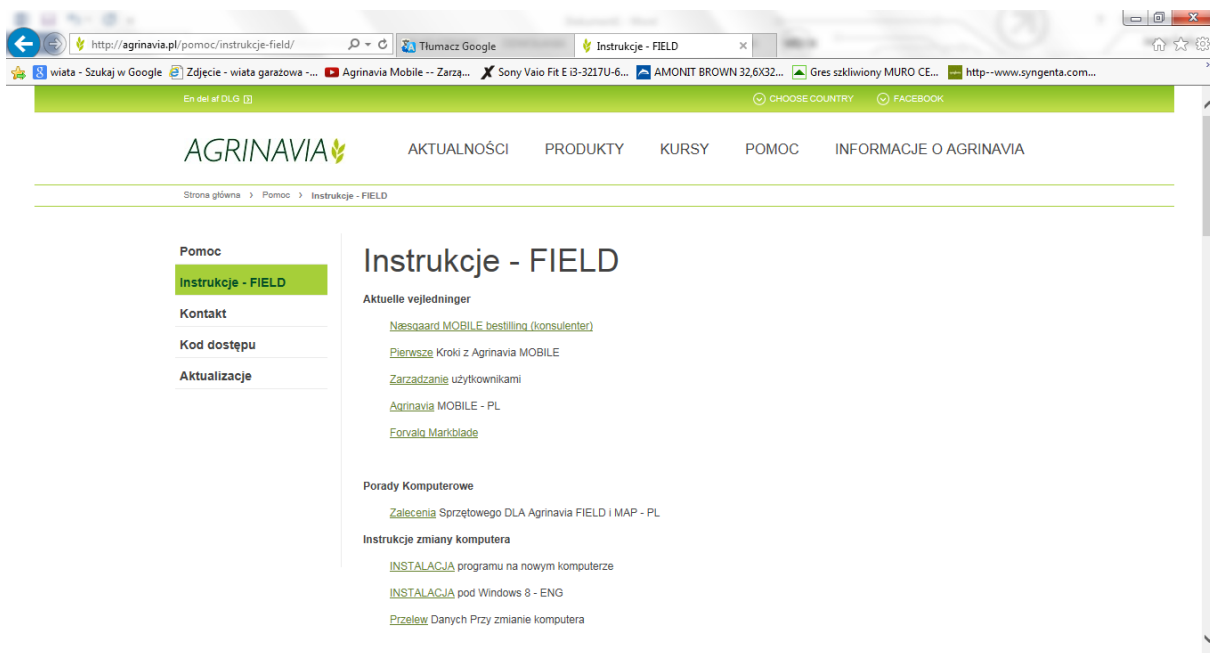 http://agrinavia.pl/pomoc/instrukcje-field/
Tłumacz Google
Instrukcje - FIELD
wiata - Szukaj w Google
Zdjęcie - wiata garażowa -...
Agrinavia Mobile -- Zarzą...
Sony Vaio Fit E i3-3217U-6...
AMONIT BROWN 32,6X32...
Gres szkliwiony MURO CE...
http--www.syngenta.com...
En del af DLG
CHOOSE COUNTRY
FACEBOOK
AGRINAVIA
AKTUALNOŚCI PRODUKTY KURSY POMOC INFORMACJE O AGRINAVIA
Strona główna > Pomoc > Instrukcje - FIELD
Pomoc
Instrukcje - FIELD
Kontakt
Kod dostępu
Aktualizacje
Instrukcje - FIELD
Aktuelle vejledninger
Næsgaard MOBILE bestilling (konsulenter)
Pierwsze Kroki z Agrinavia MOBILE
Zarzadzanie użytkownikami
Agrinavia MOBILE - PL
Forvalg Markblade
Porady Komputerowe
Zalecenia Sprzętowego DLA Agrinavia FIELD i MAP - PL
Instrukcje zmiany komputera
INSTALACJA programu na nowym komputerze
INSTALACJA pod Windows 8 - ENG
Przelew Danych Przy zmianie komputera